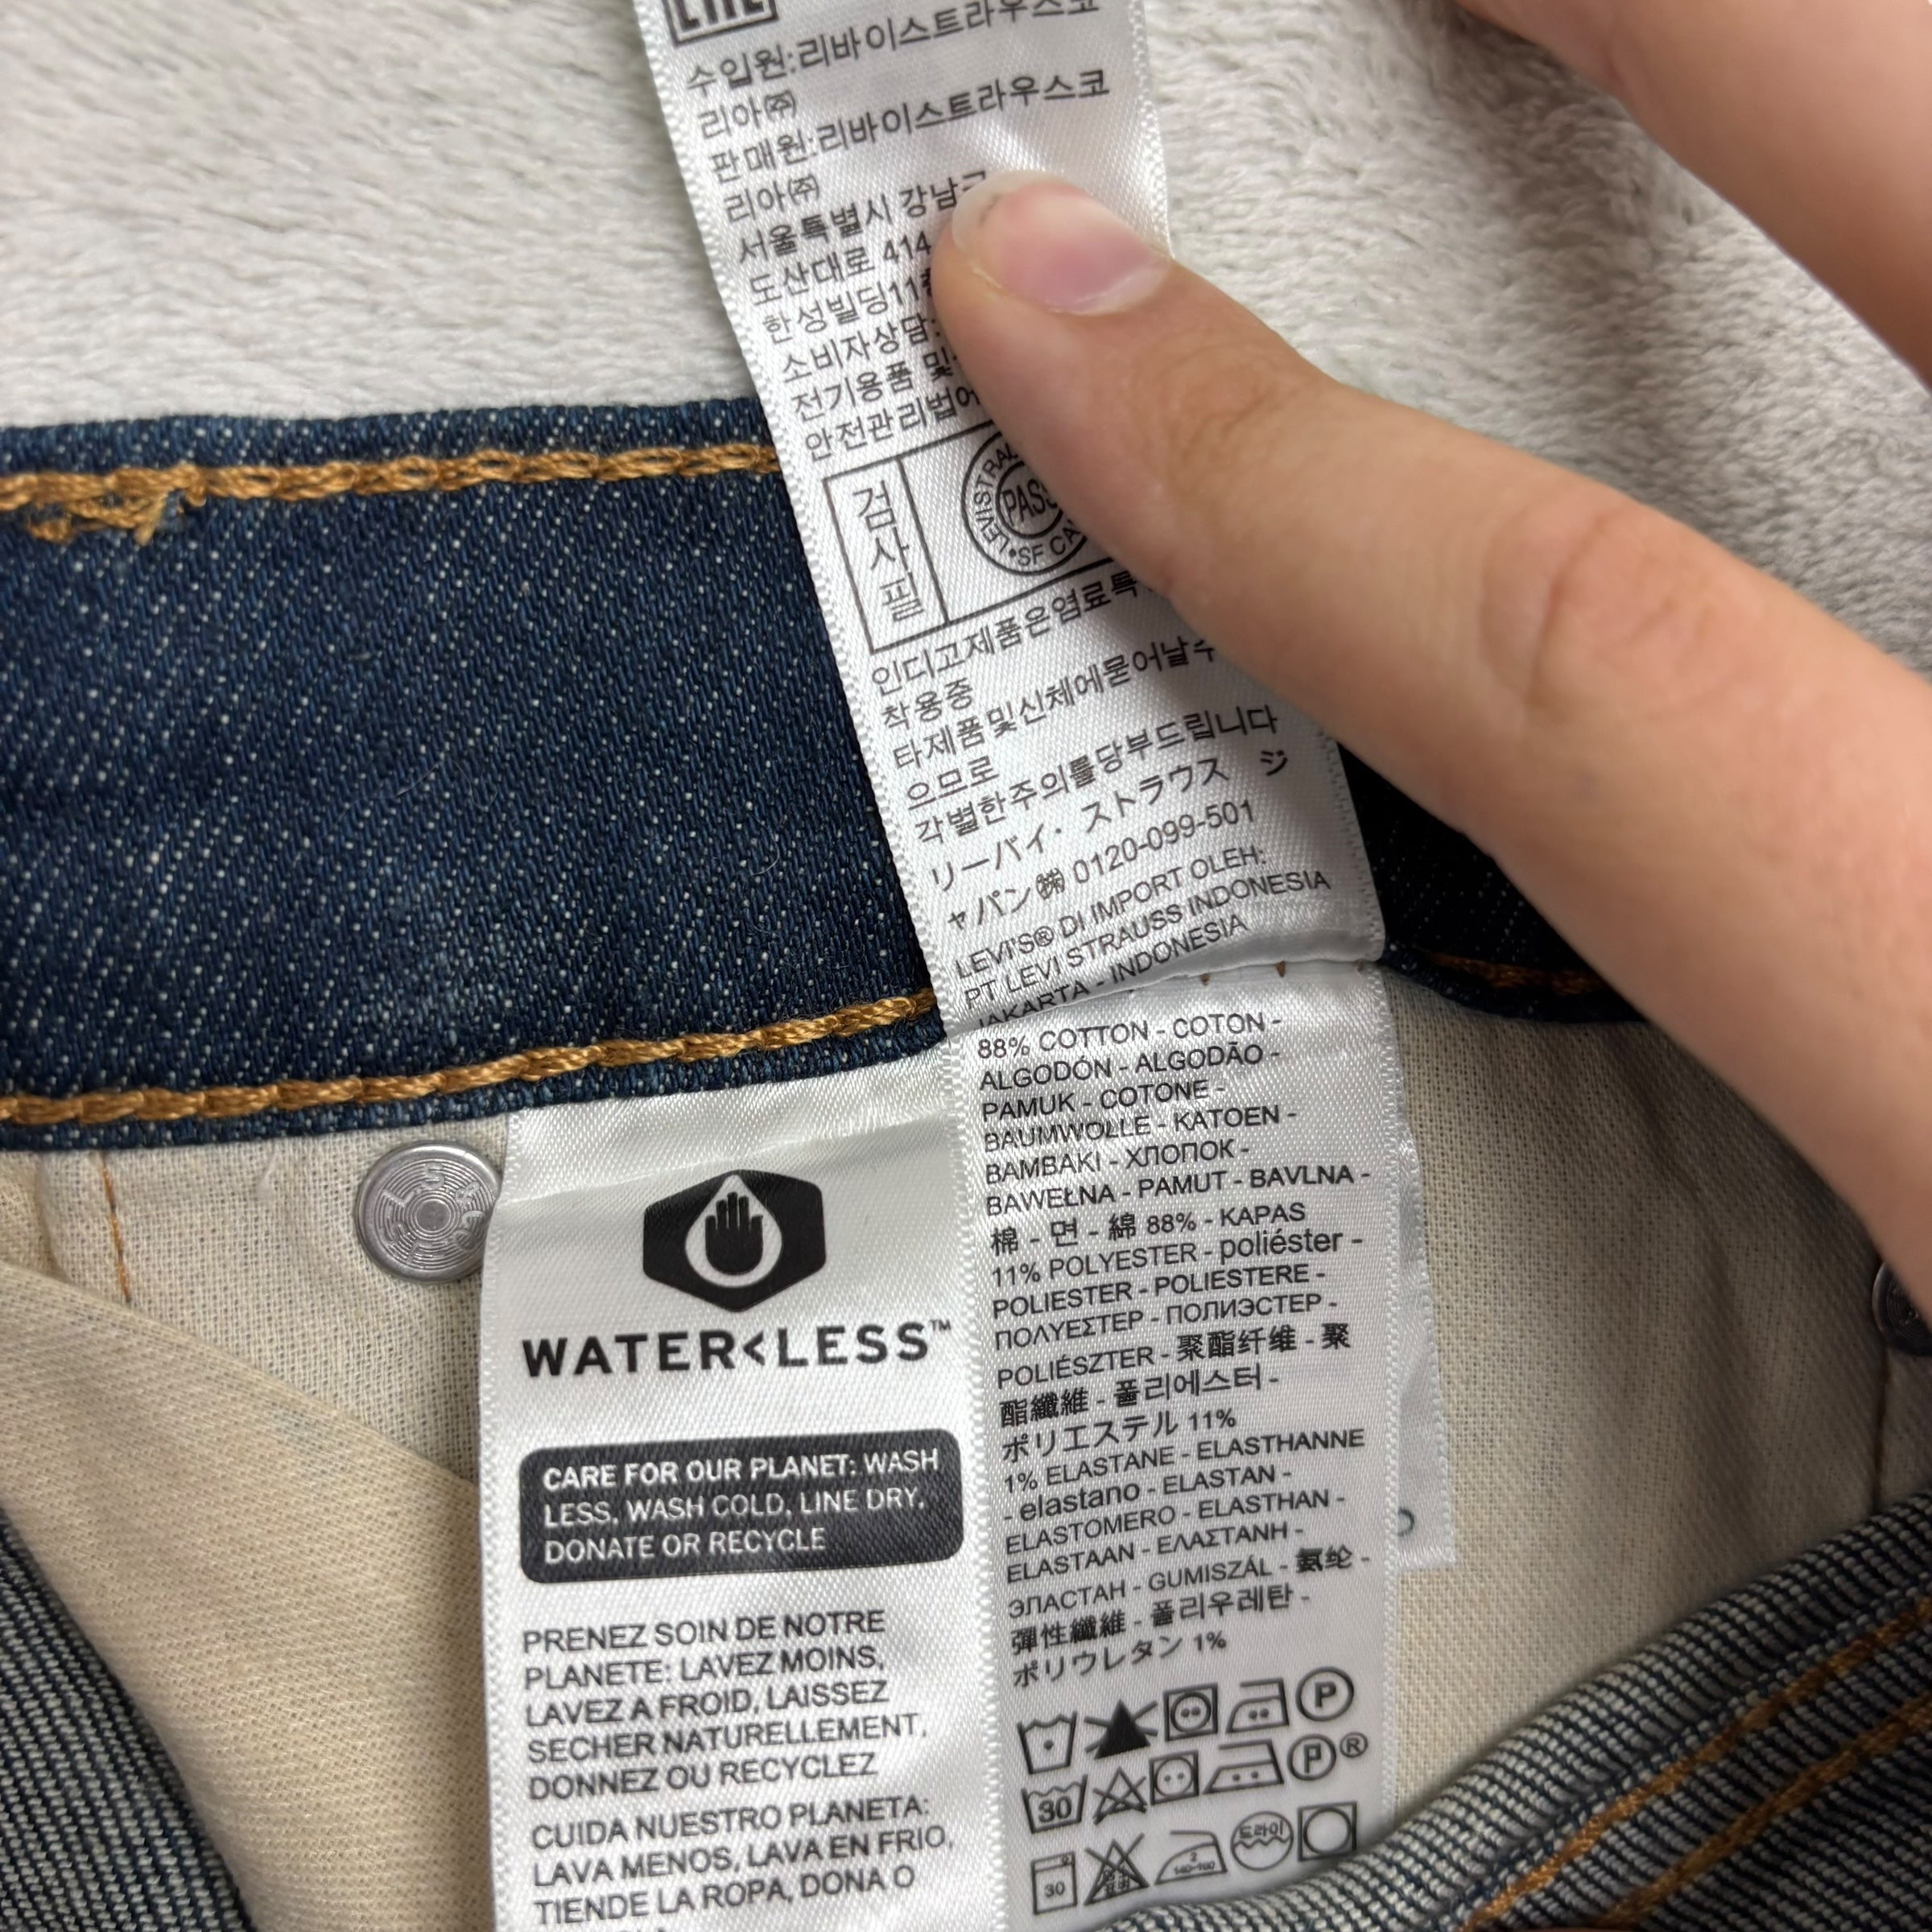 EAC
수입원:리바이스트라우스코
리아㈜
판매원:리바이스트라우스코
리아㈜
서울특별시 강남구
도산대로 414
한성빌딩11층
소비자상담:
전기용품 및
안전관리법에
검사필
LEVI STRAU
PASS
SF CA
인디고제품은염료특
착용중
타제품및신체에묻어날수
으므로
각별한주의를당부드립니다
リーバイ・ストラウス ジ
ャパン㈱ 0120-099-501
LEVI'S® DI IMPORT OLEH:
PT LEVI STRAUSS INDONESIA
JAKARTA - INDONESIA
88% COTTON - COTON -
ALGODÓN - ALGODÃO -
PAMUK - COTONE -
BAUMWOLLE - KATOEN -
BAMBAKI - ХЛОПОК -
BAWEŁNA - PAMUT - BAVLNA -
棉 - 면 - 綿 88% - KAPAS
11% POLYESTER - poliéster -
POLIESTER - POLIESTERE -
ΠΟΛΥΕΣΤΕΡ - ПОЛИЭСТЕР -
POLIÉSZTER - 聚酯纤维 - 聚
酯纖維 - 폴리에스터 -
ポリエステル 11%
1% ELASTANE - ELASTHANNE
- elastano - ELASTAN -
ELASTOMERO - ELASTHAN -
ELASTAAN - ΕΛΑΣΤΑΝΗ -
ЭЛАСТАН - GUMISZÁL - 氨纶 -
彈性纖維 - 폴리우레탄 -
ポリウレタン 1%
P
30 P ®
30 2 140~160 드라이
WATER<LESS™
CARE FOR OUR PLANET: WASH
LESS, WASH COLD, LINE DRY,
DONATE OR RECYCLE
PRENEZ SOIN DE NOTRE
PLANETE: LAVEZ MOINS,
LAVEZ A FROID, LAISSEZ
SECHER NATURELLEMENT,
DONNEZ OU RECYCLEZ
CUIDA NUESTRO PLANETA:
LAVA MENOS, LAVA EN FRIO,
TIENDE LA ROPA, DONA O